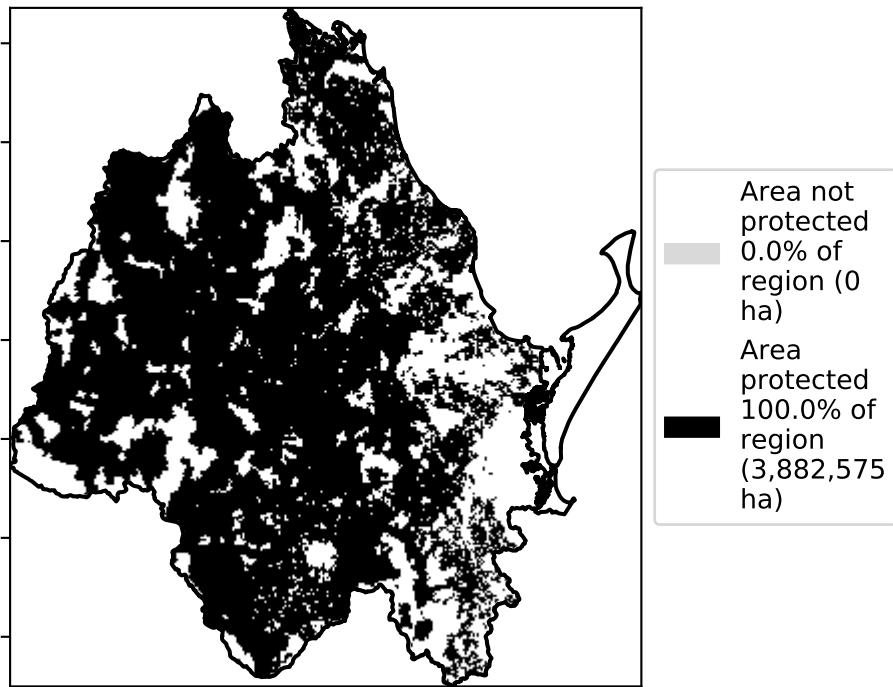 Area not
protected
0.0% of
region (0
ha)
Area
protected
100.0% of
region
(3,882,575
ha)